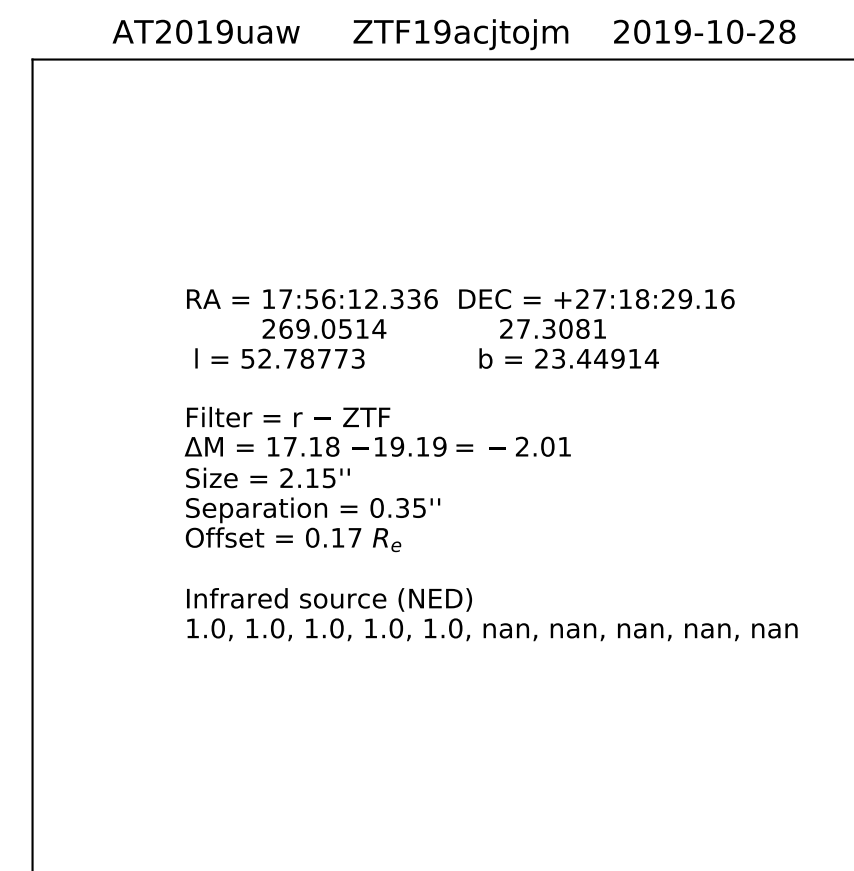 AT2019uaw ZTF19acjtojm 2019-10-28
RA = 17:56:12.336 DEC = +27:18:29.16
269.0514 27.3081
l = 52.78773 b = 23.44914
Filter = r − ZTF
ΔM = 17.18 −19.19 = − 2.01
Size = 2.15''
Separation = 0.35''
Offset = 0.17 Re
Infrared source (NED)
1.0, 1.0, 1.0, 1.0, 1.0, nan, nan, nan, nan, nan